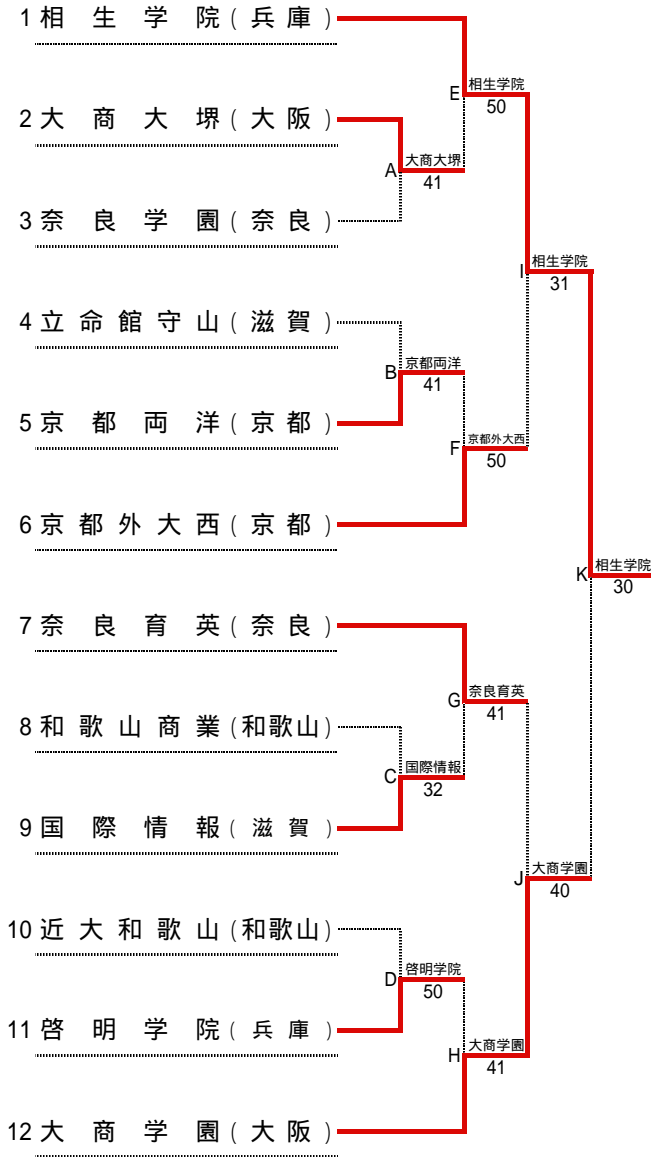 1 相生学院(兵庫)
E 相生学院
50
2 大商大堺(大阪)
A 大商大堺
41
3 奈良学園(奈良)
I 相生学院
31
4 立命館守山(滋賀)
B 京都両洋
41
5 京都両洋(京都)
F 京都外大西
50
6 京都外大西(京都)
K 相生学院
30
7 奈良育英(奈良)
G 奈良育英
41
8 和歌山商業(和歌山)
C 国際情報
32
9 国際情報(滋賀)
J 大商学園
40
10 近大和歌山(和歌山)
D 啓明学院
50
11 啓明学院(兵庫)
H 大商学園
41
12 大商学園(大阪)